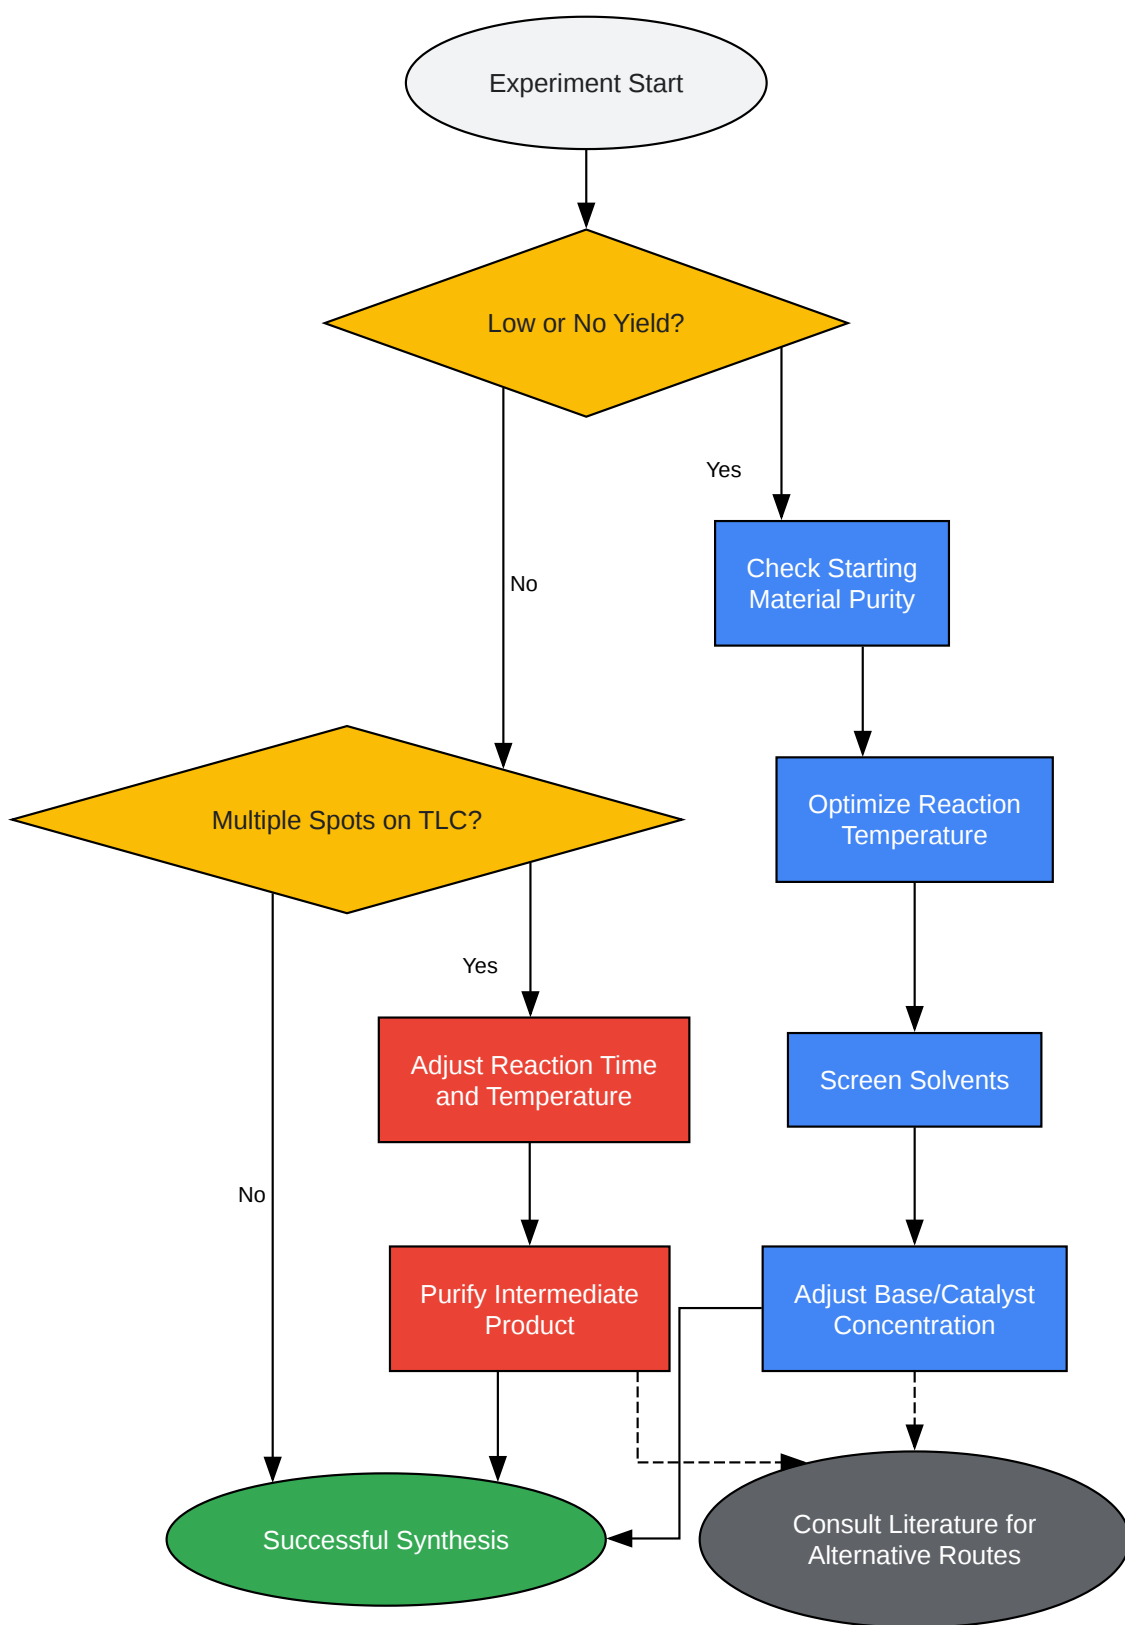 Experiment Start
Low or No Yield?
Yes
Check Starting
Material Purity
No
Optimize Reaction
Temperature
Multiple Spots on TLC?
Yes
Adjust Reaction Time
and Temperature
Screen Solvents
No
Purify Intermediate
Product
Adjust Base/Catalyst
Concentration
Successful Synthesis
Consult Literature for
Alternative Routes